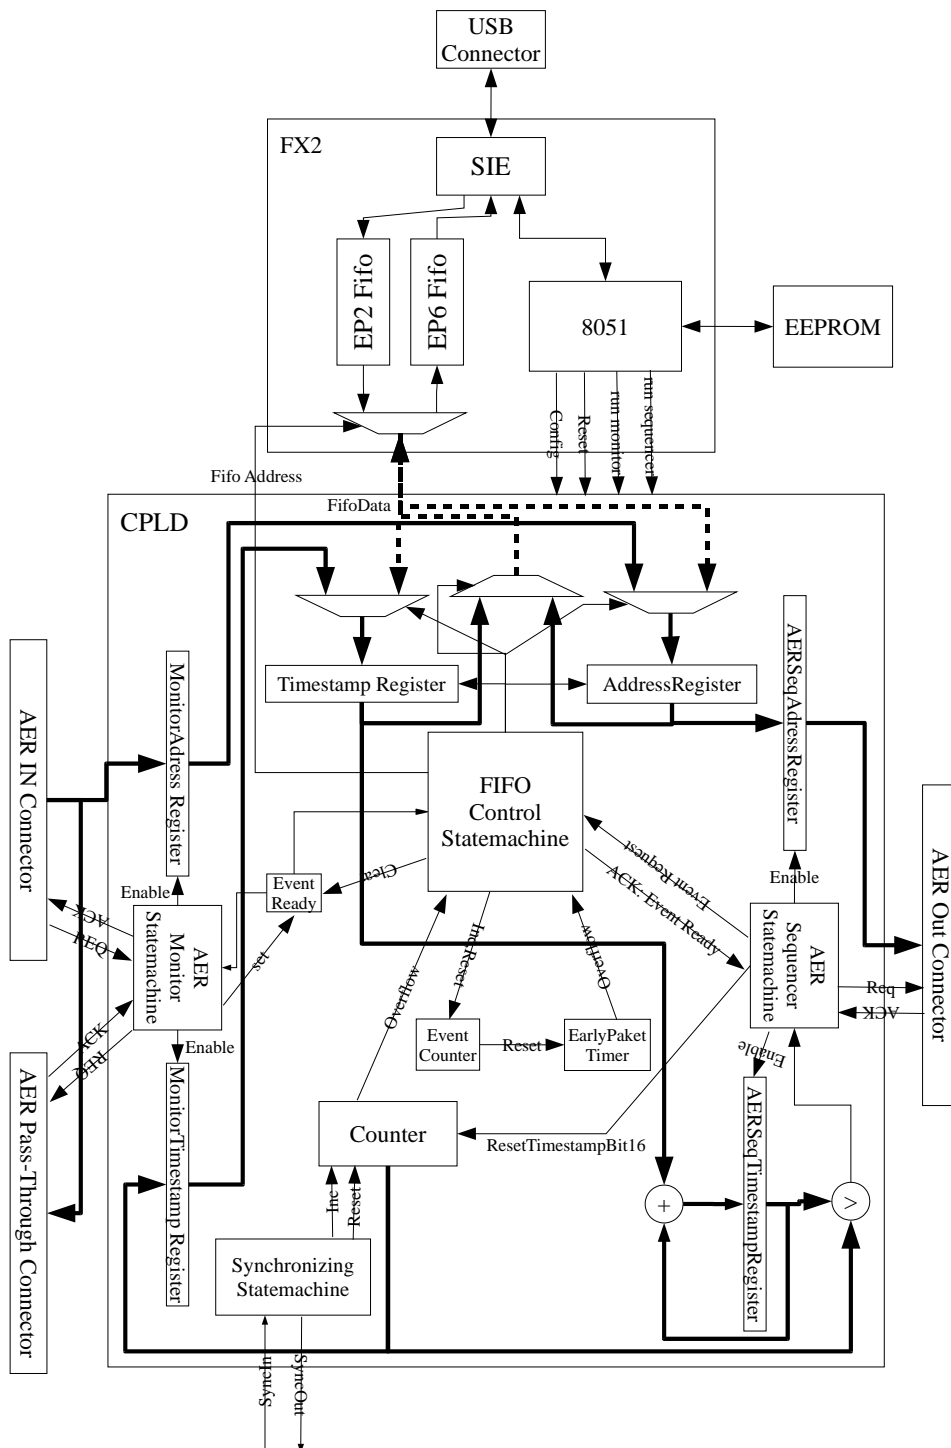 USB
Connector
FX2
SIE
EP2 Fifo
EP6 Fifo
8051
EEPROM
Config
Reset
run monitor
run sequencer
Fifo Address
FifoData
CPLD
Timestamp Register
AddressRegister
AER IN Connector
MonitorAdress Register
AERSeqAdressRegister
FIFO
Control
Statemachine
AER Out Connector
Event Request
ACK: Event Ready
Clear
Event
Ready
Enable
Enable
ACK
REQ
AER
Monitor
Statemachine
set
AER
Sequencer
Statemachine
Inc
Reset
Overflow
Overflow
Req
ACK
ACK
REQ
Enable
Enable
Event
Counter
Reset
EarlyPaket
Timer
AER Pass-Through Connector
MonitorTimestamp Register
Counter
ResetTimestampBit16
AERSeqTimestampRegister
+
>
Inc
Reset
Synchronizing
Statemachine
SyncIn
SyncOut